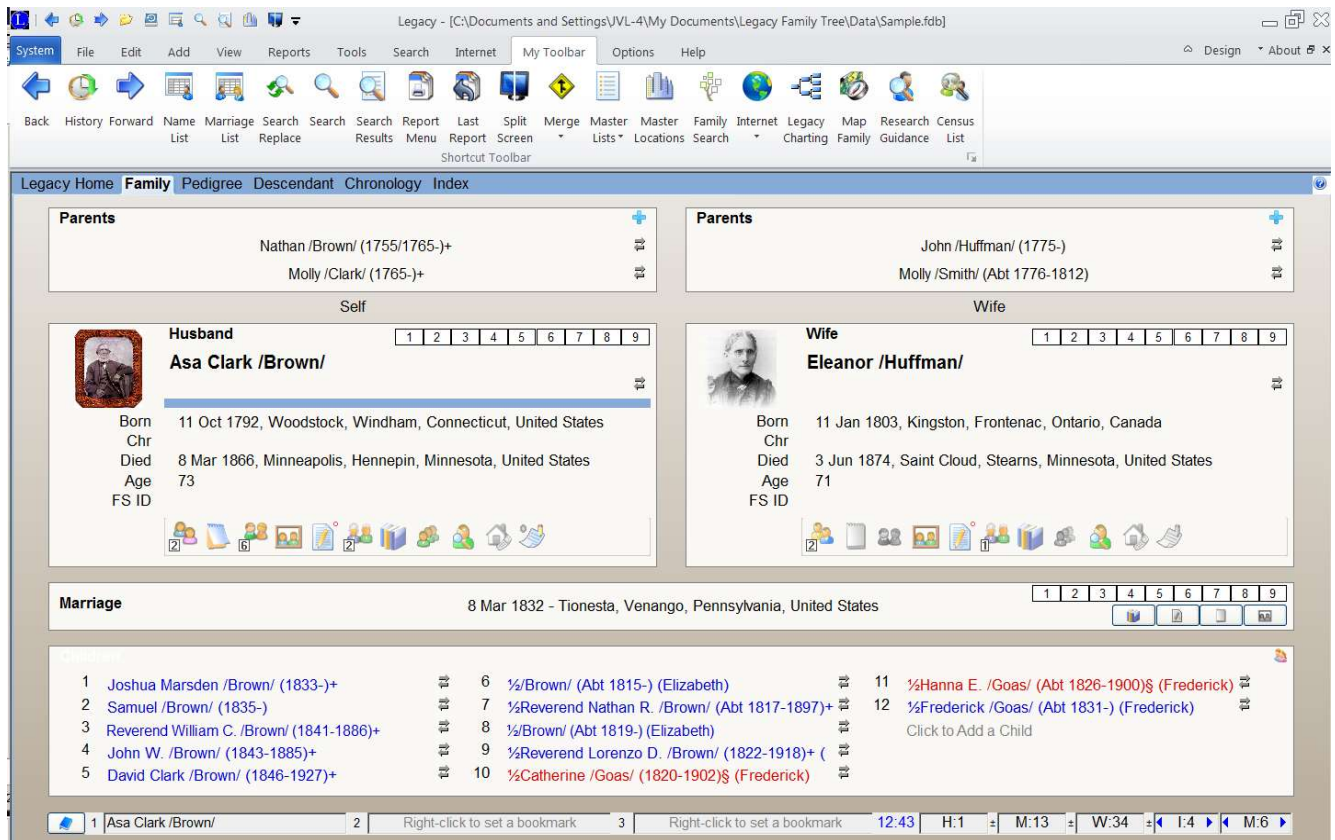 Legacy - [C:\Documents and Settings\JVL-4\My Documents\Legacy Family Tree\Data\Sample.fdb]
System File Edit Add View Reports Tools Search Internet My Toolbar Options Help Design About
Back History Forward Name List Marriage List Search Replace Search Search Results Report Menu Last Report Split Screen Merge Master Lists Master Locations Family Search Internet Legacy Charting Map Family Research Guidance Census List
Shortcut Toolbar
Legacy Home Family Pedigree Descendant Chronology Index
Parents
Nathan /Brown/ (1755/1765-)+
Molly /Clark/ (1765-)+
Parents
John /Huffman/ (1775-)
Molly /Smith/ (Abt 1776-1812)
Self
Wife
Husband 1 2 3 4 5 6 7 8 9
Asa Clark /Brown/
Born 11 Oct 1792, Woodstock, Windham, Connecticut, United States
Chr
Died 8 Mar 1866, Minneapolis, Hennepin, Minnesota, United States
Age 73
FS ID
2 6 2
Wife 1 2 3 4 5 6 7 8 9
Eleanor /Huffman/
Born 11 Jan 1803, Kingston, Frontenac, Ontario, Canada
Chr
Died 3 Jun 1874, Saint Cloud, Stearns, Minnesota, United States
Age 71
FS ID
2 1
Marriage 8 Mar 1832 - Tionesta, Venango, Pennsylvania, United States 1 2 3 4 5 6 7 8 9
Children
1 Joshua Marsden /Brown/ (1833-)+
2 Samuel /Brown/ (1835-)
3 Reverend William C. /Brown/ (1841-1886)+
4 John W. /Brown/ (1843-1885)+
5 David Clark /Brown/ (1846-1927)+
6 ½/Brown/ (Abt 1815-) (Elizabeth)
7 ½Reverend Nathan R. /Brown/ (Abt 1817-1897)+
8 ½/Brown/ (Abt 1819-) (Elizabeth)
9 ½Reverend Lorenzo D. /Brown/ (1822-1918)+ (
10 ½Catherine /Goas/ (1820-1902)§ (Frederick)
11 ½Hanna E. /Goas/ (Abt 1826-1900)§ (Frederick)
12 ½Frederick /Goas/ (Abt 1831-) (Frederick)
Click to Add a Child
1 Asa Clark /Brown/ 2 Right-click to set a bookmark 3 Right-click to set a bookmark 12:43 H:1 ± M:13 ± W:34 ± I:4 M:6